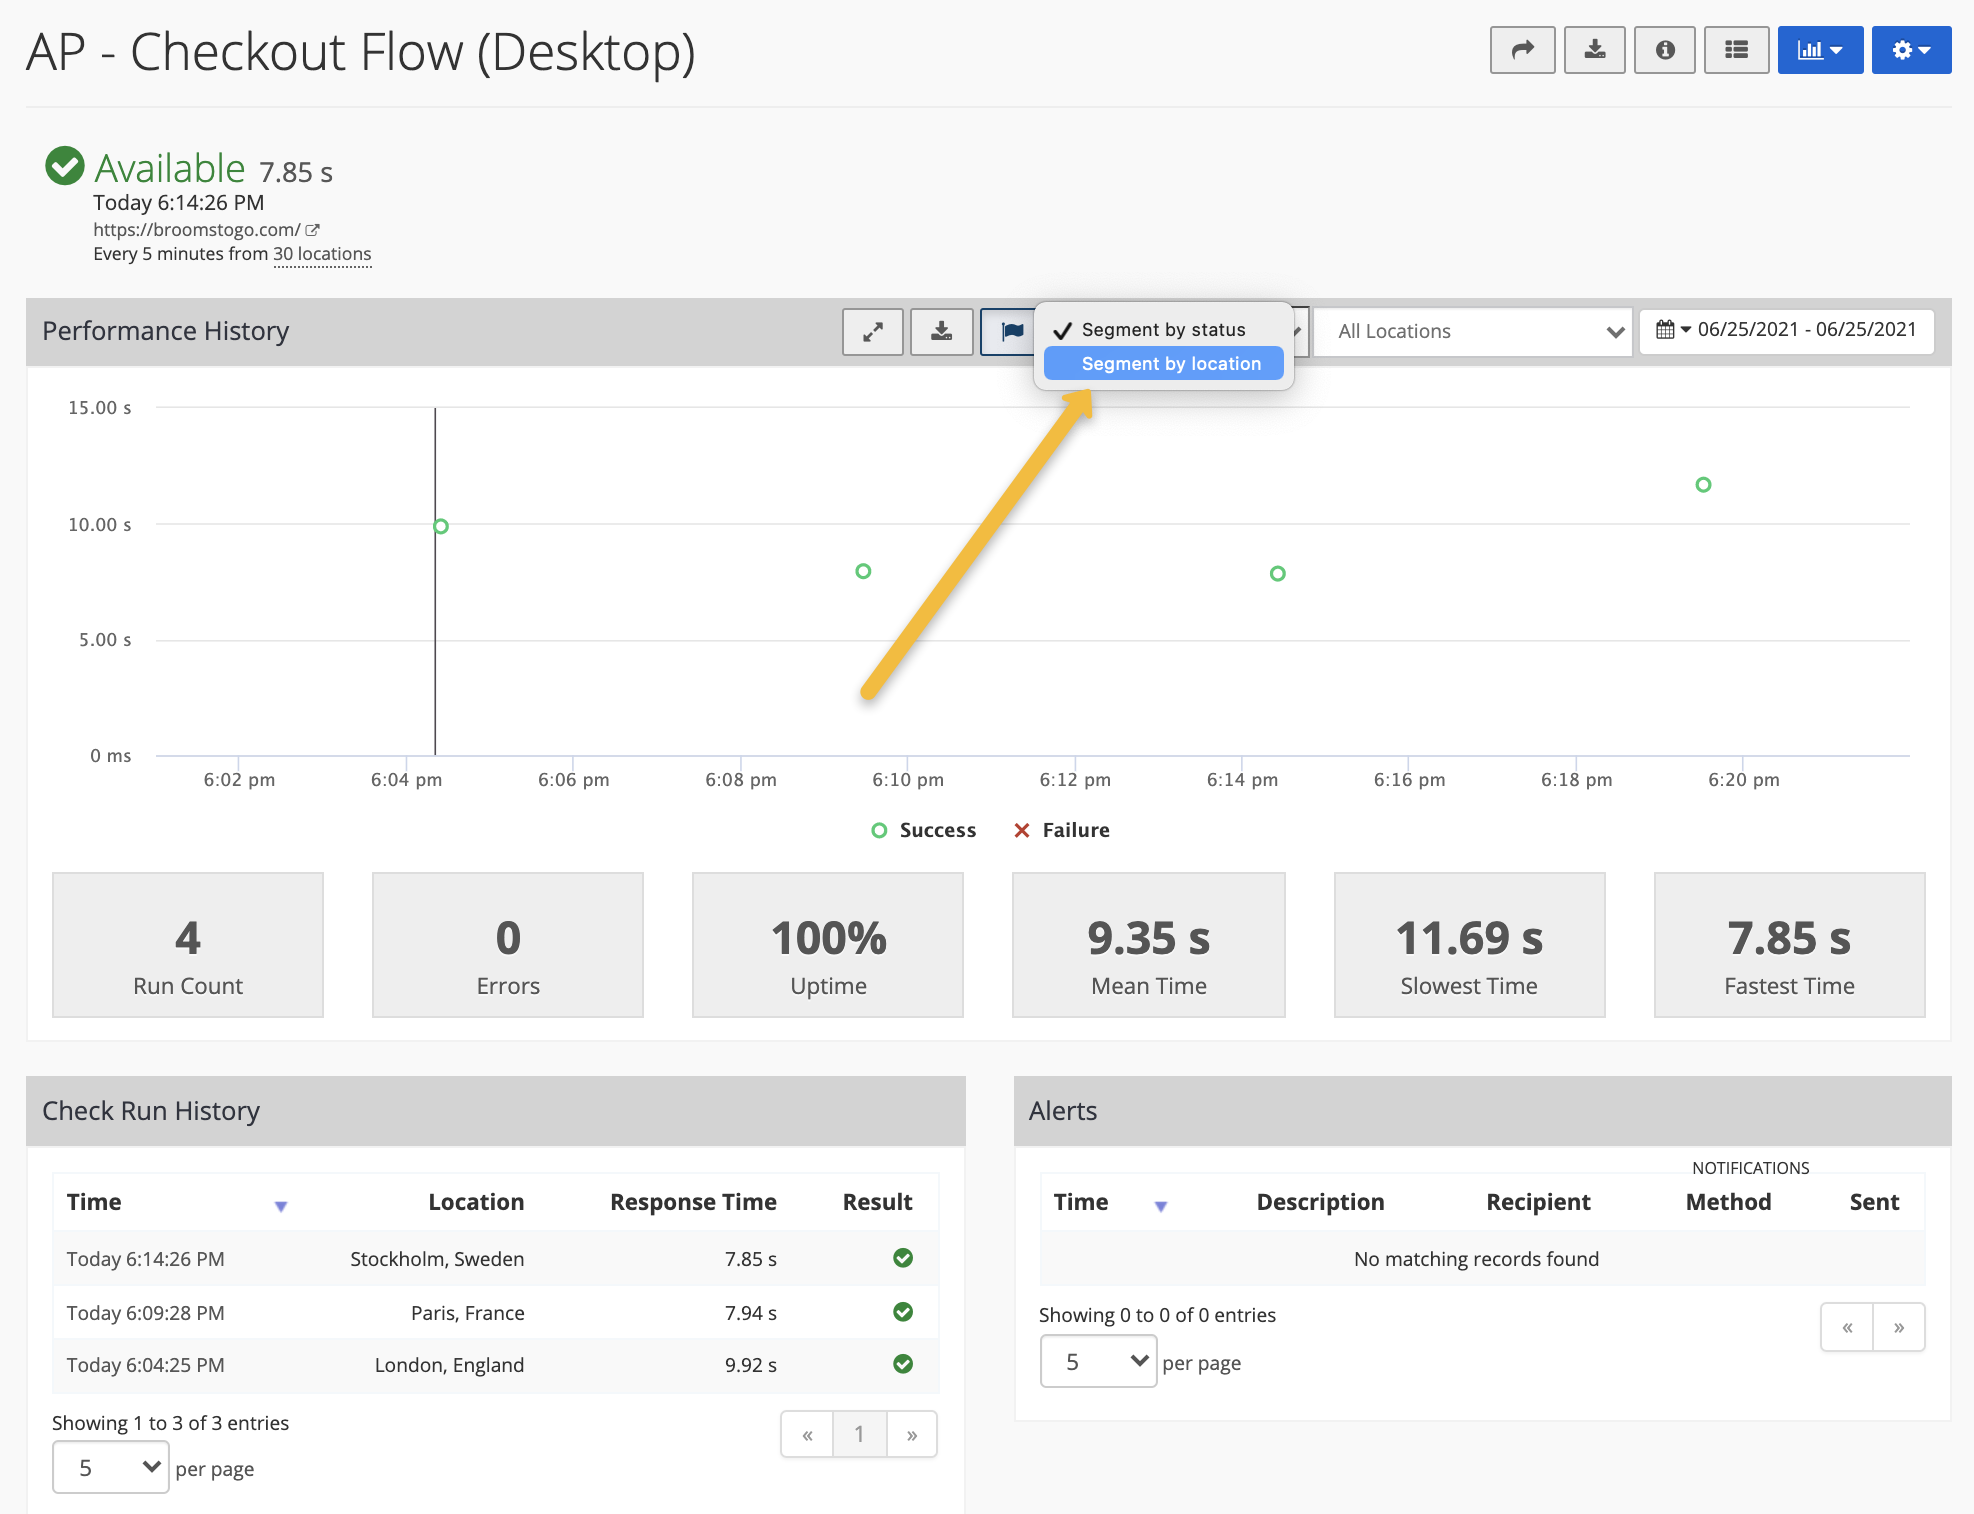 AP - Checkout Flow (Desktop)
Available 7.85 s
Today 6:14:26 PM
https://broomstogo.com/
Every 5 minutes from 30 locations
Performance History
Segment by status
Segment by location
All Locations
06/25/2021 - 06/25/2021
15.00 s
10.00 s
5.00 s
0 ms
6:02 pm 6:04 pm 6:06 pm 6:08 pm 6:10 pm 6:12 pm 6:14 pm 6:16 pm 6:18 pm 6:20 pm
Success Failure
4 0 100% 9.35 s 11.69 s 7.85 s
Run Count Errors Uptime Mean Time Slowest Time Fastest Time
Check Run History
Time Location Response Time Result
Today 6:14:26 PM Stockholm, Sweden 7.85 s
Today 6:09:28 PM Paris, France 7.94 s
Today 6:04:25 PM London, England 9.92 s
Showing 1 to 3 of 3 entries
« 1 »
5 per page
Alerts
NOTIFICATIONS
Time Description Recipient Method Sent
No matching records found
Showing 0 to 0 of 0 entries
« »
5 per page